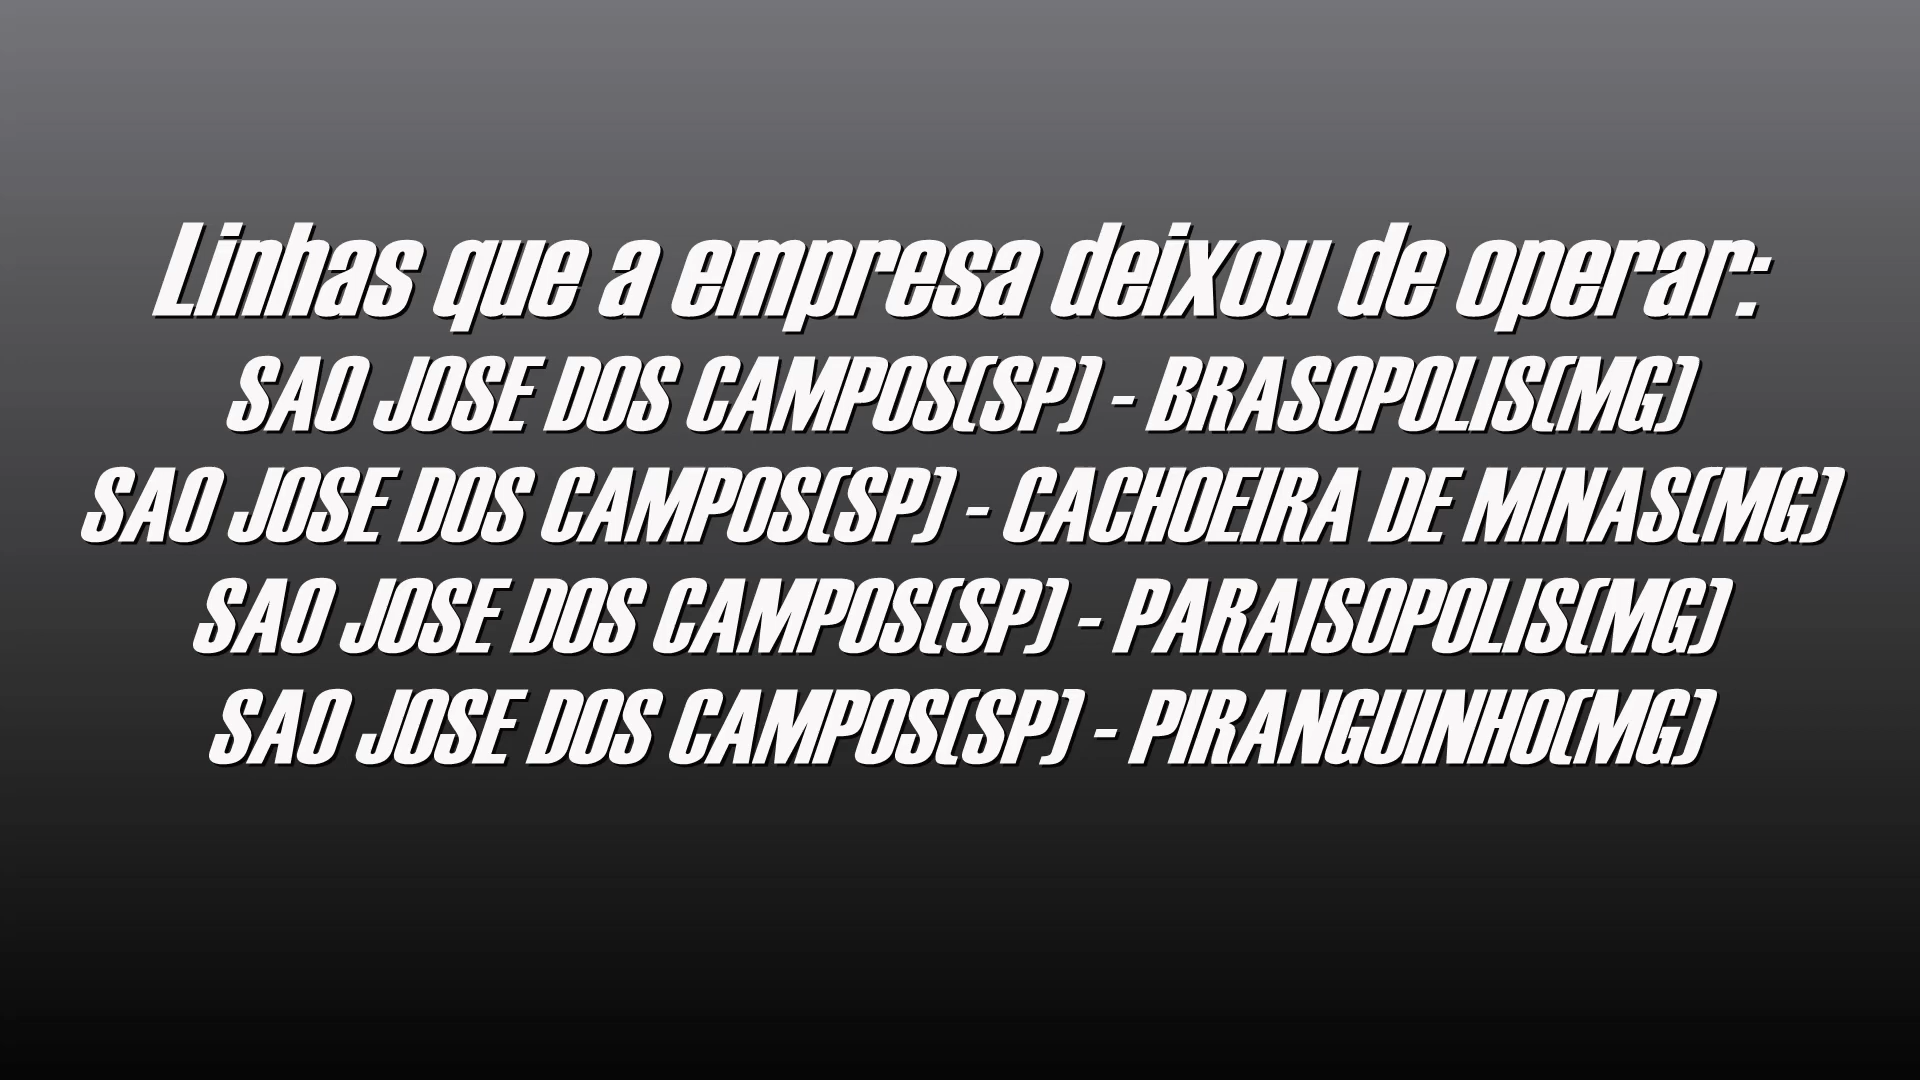 Linhas que a empresa deixou de operar:
SAO JOSE DOS CAMPOS(SP) - BRASOPOLIS(MG)
SAO JOSE DOS CAMPOS(SP) - CACHOEIRA DE MINAS(MG)
SAO JOSE DOS CAMPOS(SP) - PARAISOPOLIS(MG)
SAO JOSE DOS CAMPOS(SP) - PIRANGUINHO(MG)